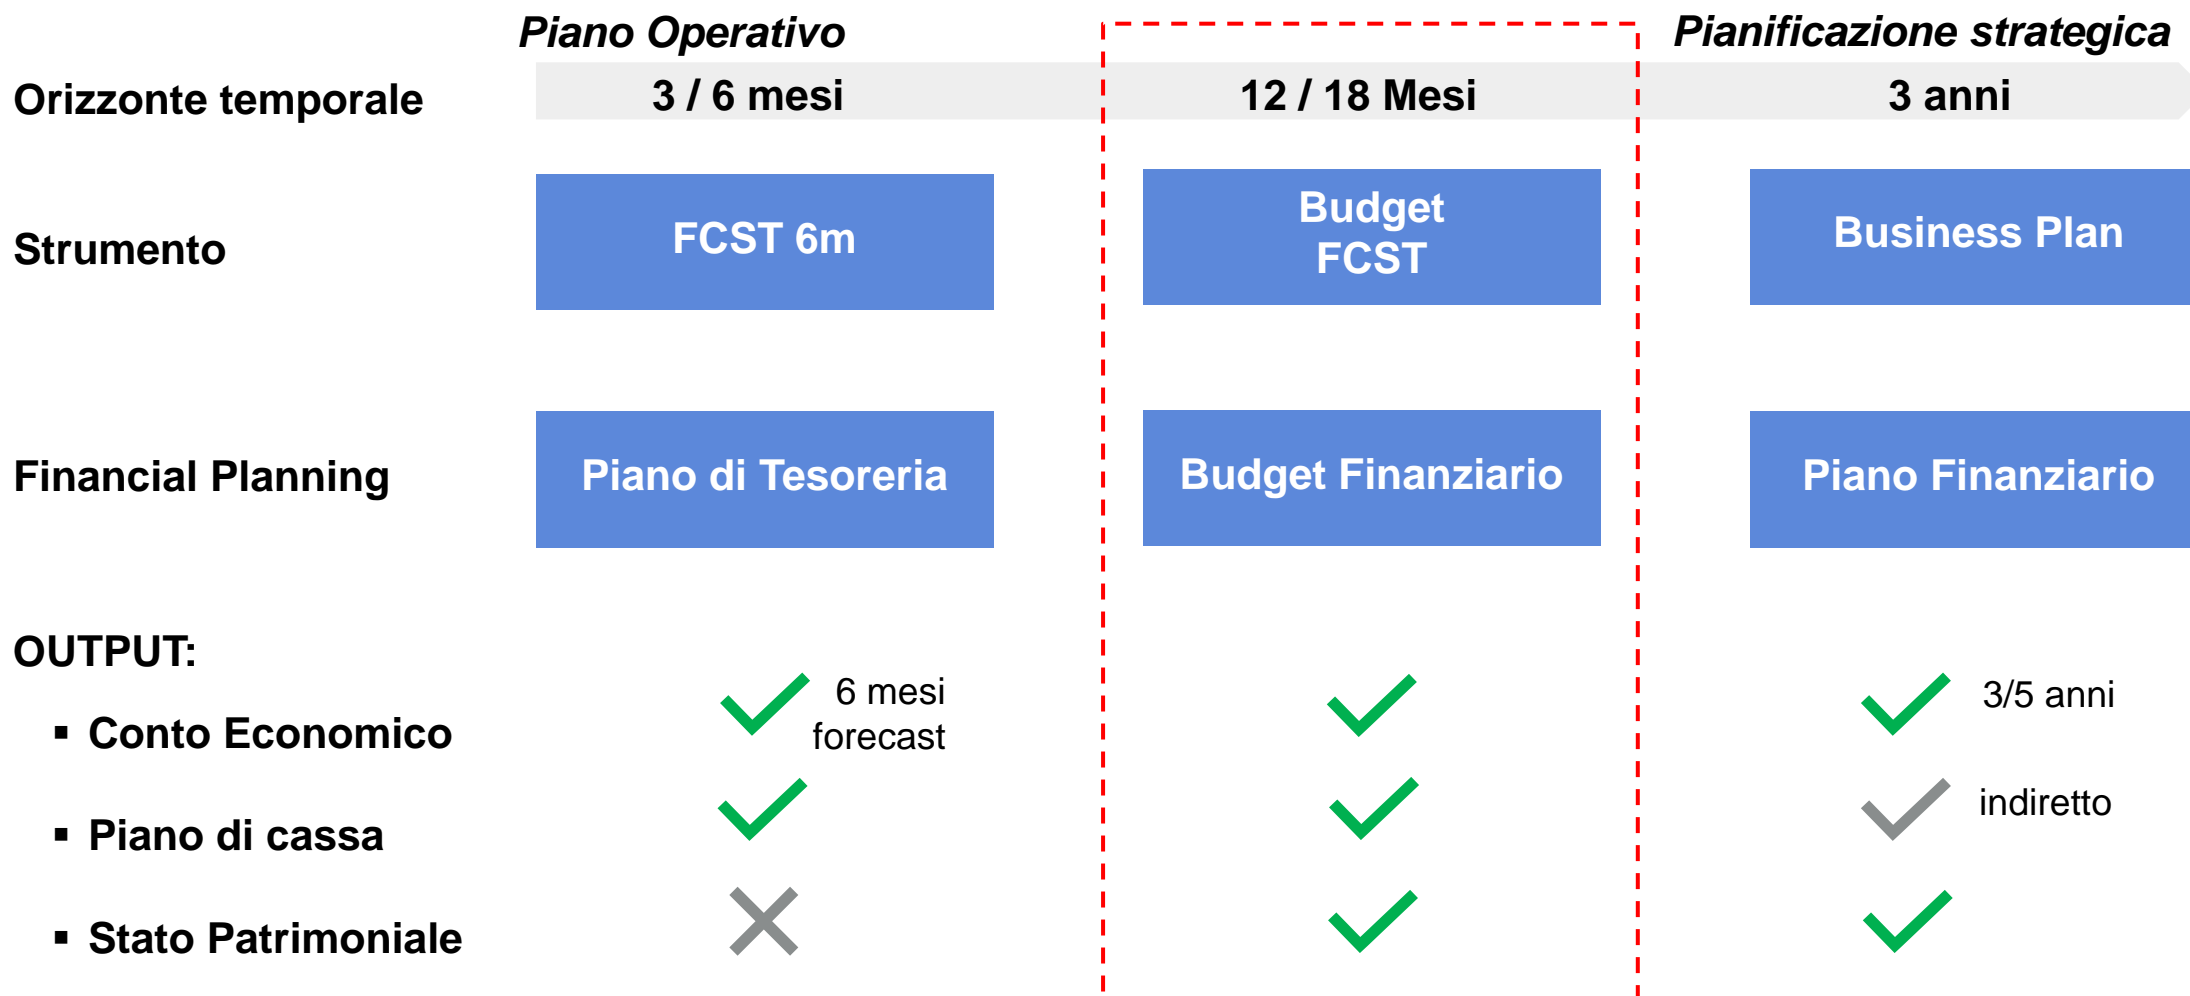 Piano Operativo
Pianificazione strategica
Orizzonte temporale
3 / 6 mesi
12 / 18 Mesi
3 anni
Strumento
FCST 6m
Budget
FCST
Business Plan
Financial Planning
Piano di Tesoreria
Budget Finanziario
Piano Finanziario
OUTPUT:
▪ Conto Economico
6 mesi
forecast
3/5 anni
▪ Piano di cassa
indiretto
▪ Stato Patrimoniale